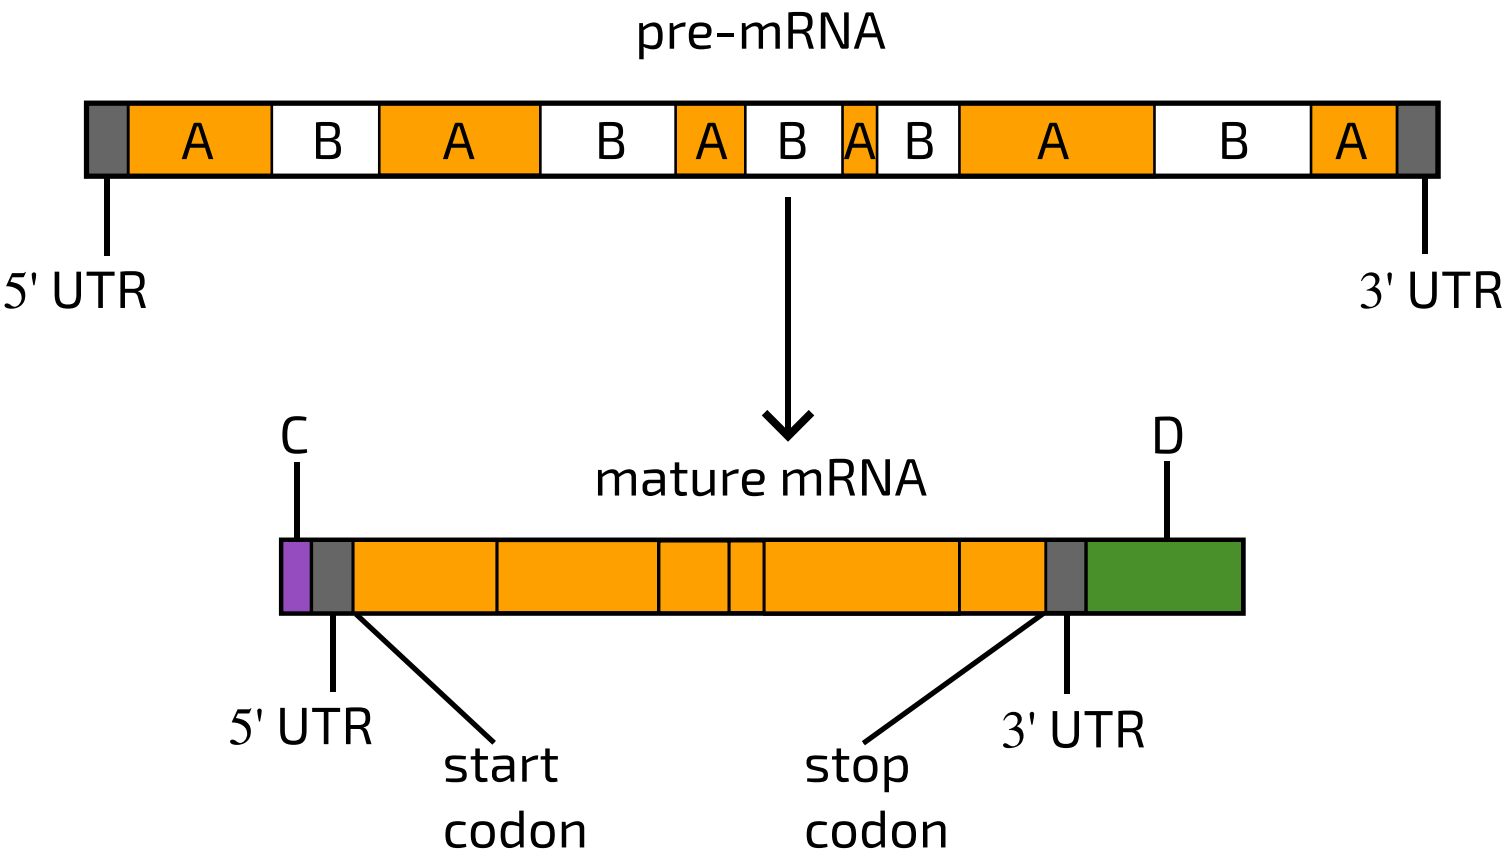 pre-mRNA
A B A B A B A B A B A
5' UTR 3' UTR
C D
mature mRNA
5' UTR 3' UTR
start stop
codon codon